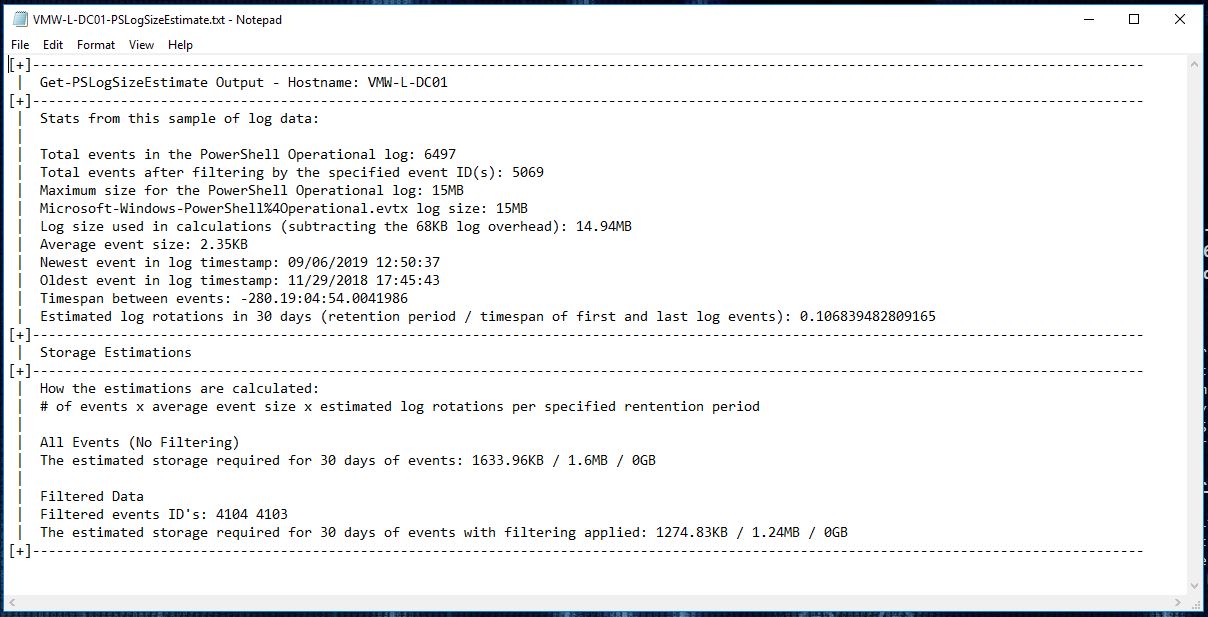 VMW-L-DC01-PSLogSizeEstimate.txt - Notepad
File Edit Format View Help
[+]-------------------------------------------------------------------------------------------------------------------------------------------
| Get-PSLogSizeEstimate Output - Hostname: VMW-L-DC01
[+]-------------------------------------------------------------------------------------------------------------------------------------------
| Stats from this sample of log data:
|
| Total events in the PowerShell Operational log: 6497
| Total events after filtering by the specified event ID(s): 5069
| Maximum size for the PowerShell Operational log: 15MB
| Microsoft-Windows-PowerShell%4Operational.evtx log size: 15MB
| Log size used in calculations (subtracting the 68KB log overhead): 14.94MB
| Average event size: 2.35KB
| Newest event in log timestamp: 09/06/2019 12:50:37
| Oldest event in log timestamp: 11/29/2018 17:45:43
| Timespan between events: -280.19:04:54.0041986
| Estimated log rotations in 30 days (retention period / timespan of first and last log events): 0.106839482809165
[+]-------------------------------------------------------------------------------------------------------------------------------------------
| Storage Estimations
[+]-------------------------------------------------------------------------------------------------------------------------------------------
| How the estimations are calculated:
| # of events x average event size x estimated log rotations per specified rentention period
|
| All Events (No Filtering)
| The estimated storage required for 30 days of events: 1633.96KB / 1.6MB / 0GB
|
| Filtered Data
| Filtered events ID's: 4104 4103
| The estimated storage required for 30 days of events with filtering applied: 1274.83KB / 1.24MB / 0GB
[+]-------------------------------------------------------------------------------------------------------------------------------------------